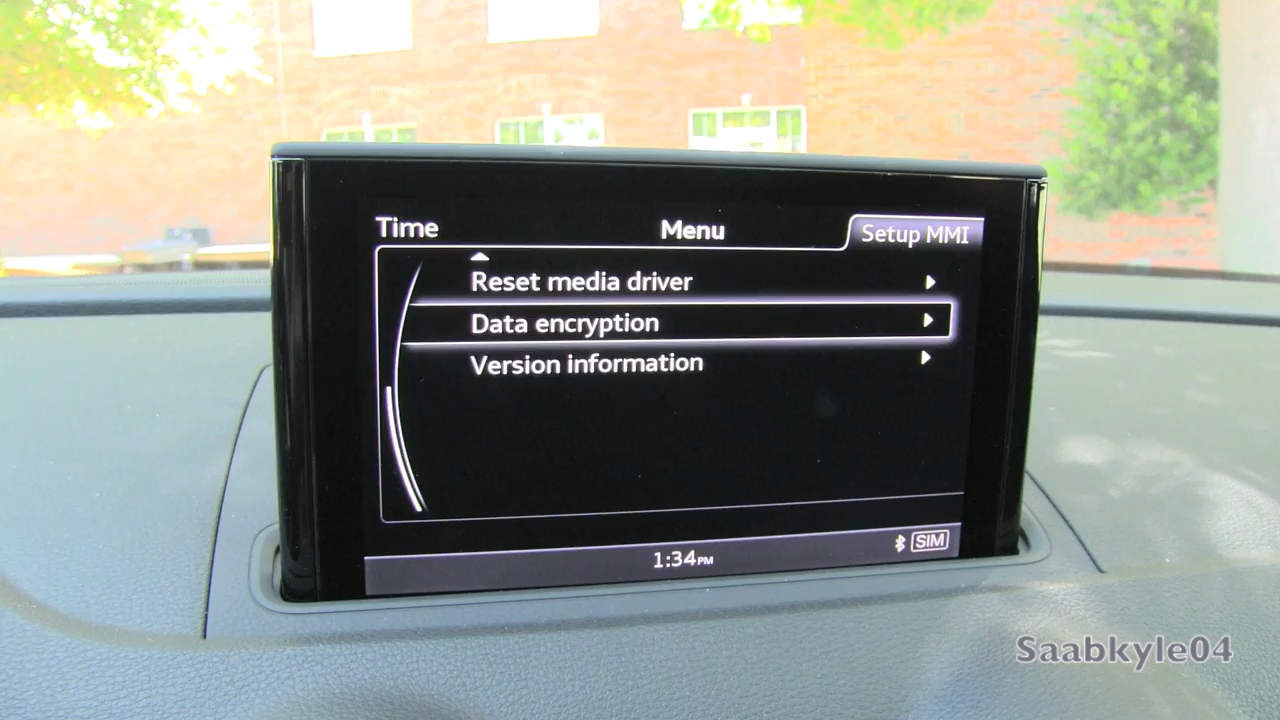 Time
Menu
Setup MMI
Reset media driver
Data encryption
Version information
1:34PM
SIM
Saabkyle04